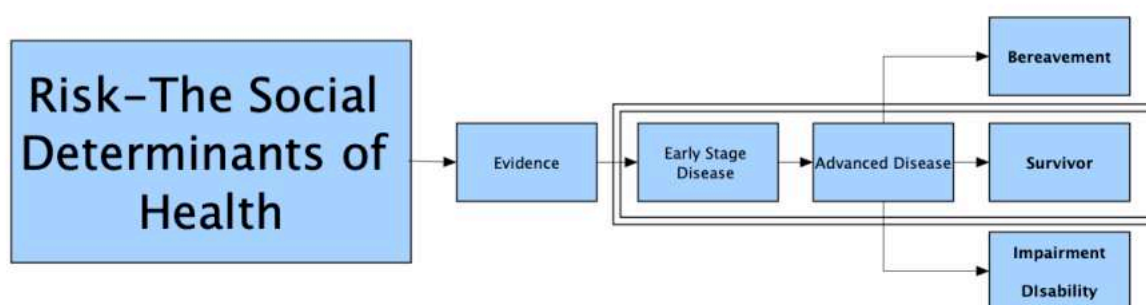 Risk-The Social
Determinants of
Health
Evidence
Early Stage
Disease
Advanced Disease
Bereavement
Survivor
Impairment
DIsability